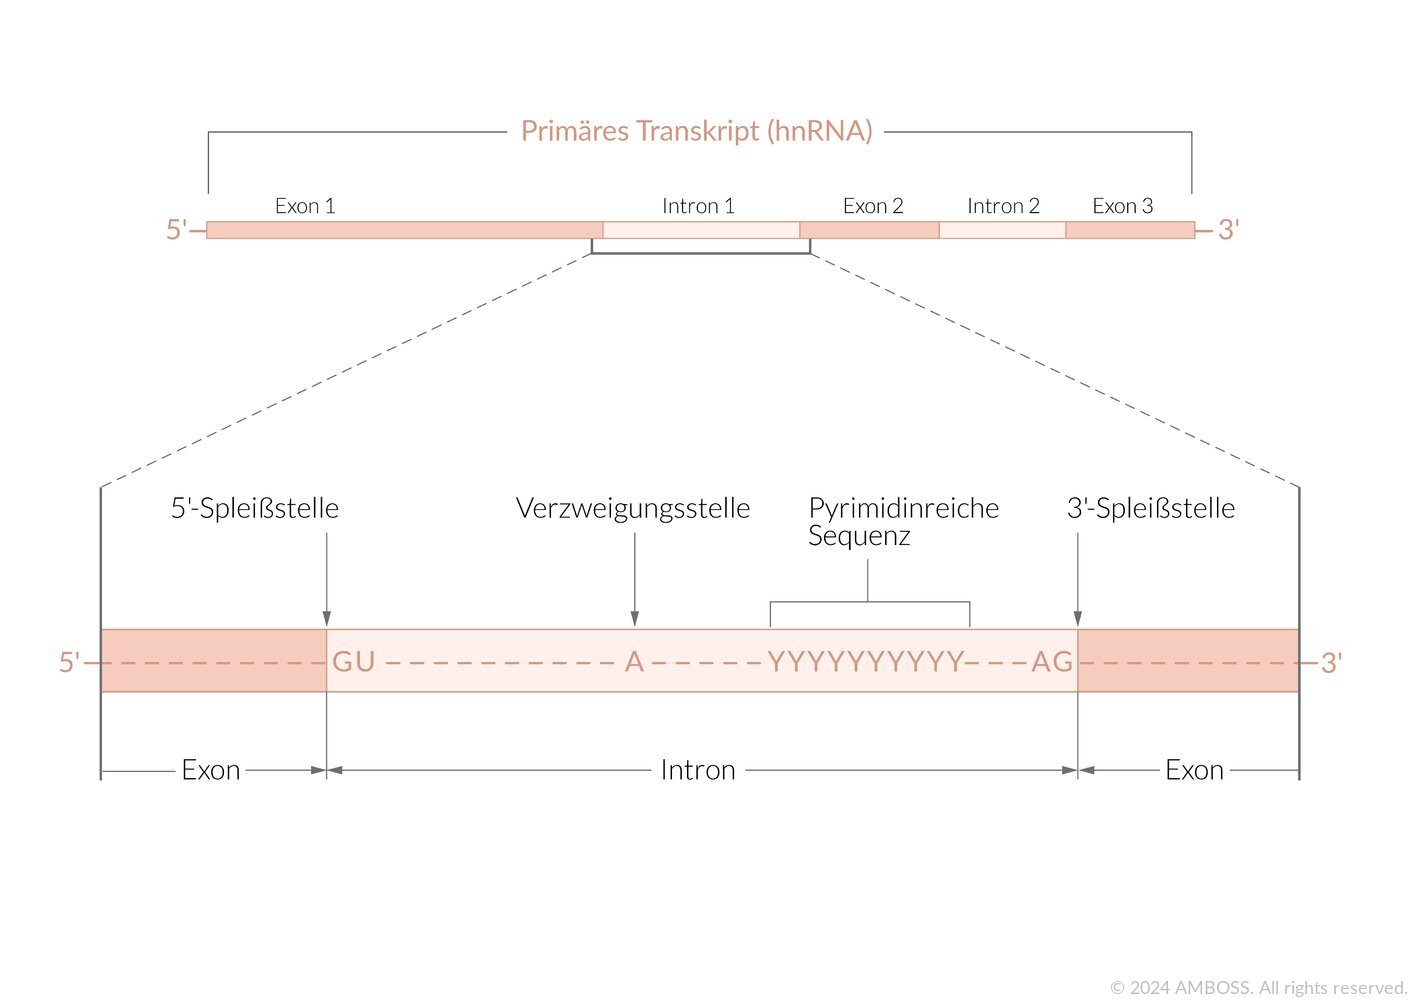 Primäres Transkript (hnRNA)
Exon 1 Intron 1 Exon 2 Intron 2 Exon 3
5' 3'
5'-Spleißstelle Verzweigungsstelle Pyrimidinreiche 3'-Spleißstelle
Sequenz
5' GU A YYYYYYYYYY AG 3'
Exon Intron Exon
© 2024 AMBOSS. All rights reserved.